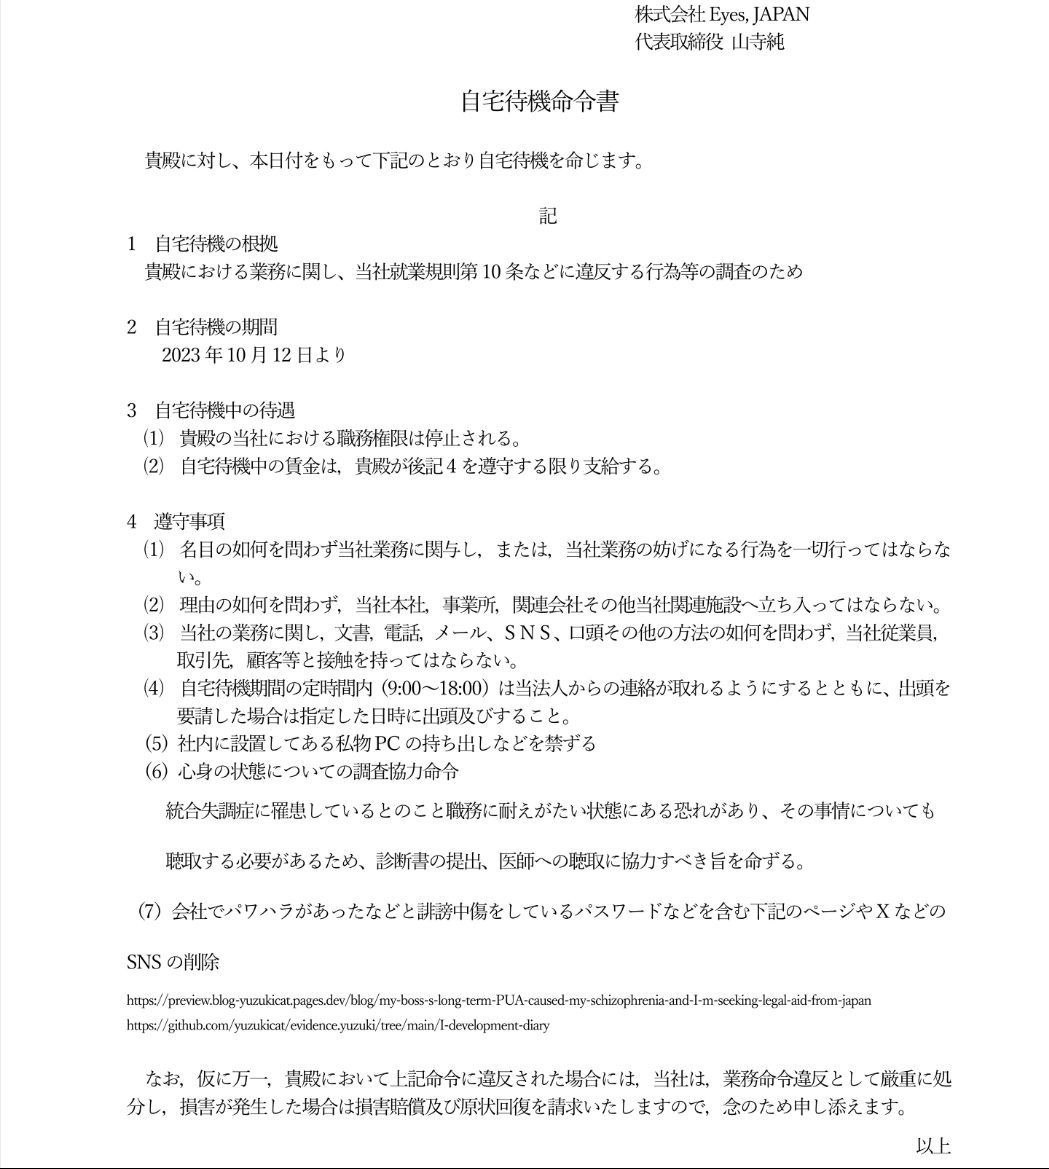 株式会社 Eyes, JAPAN
代表取締役 山寺純
自宅待機命令書
貴殿に対し、本日付をもって下記のとおり自宅待機を命じます。
記
1 自宅待機の根拠
貴殿における業務に関し、当社就業規則第 10 条などに違反する行為等の調査のため
2 自宅待機の期間
2023 年 10 月 12 日より
3 自宅待機中の待遇
(1) 貴殿の当社における職務権限は停止される。
(2) 自宅待機中の賃金は，貴殿が後記 4 を遵守する限り支給する。
4 遵守事項
(1) 名目の如何を問わず当社業務に関与し，または，当社業務の妨げになる行為を一切行ってはならな
い。
(2) 理由の如何を問わず，当社本社，事業所，関連会社その他当社関連施設へ立ち入ってはならない。
(3) 当社の業務に関し，文書，電話，メール、ＳＮＳ、口頭その他の方法の如何を問わず，当社従業員，
取引先，顧客等と接触を持ってはならない。
(4) 自宅待機期間の定時間内（9:00～18:00）は当法人からの連絡が取れるようにするとともに、出頭を
要請した場合は指定した日時に出頭及びすること。
(5) 社内に設置してある私物 PC の持ち出しなどを禁ずる
(6) 心身の状態についての調査協力命令
統合失調症に罹患しているとのこと職務に耐えがたい状態にある恐れがあり、その事情についても
聴取する必要があるため、診断書の提出、医師への聴取に協力すべき旨を命ずる。
(7) 会社でパワハラがあったなどと誹謗中傷をしているパスワードなどを含む下記のページや X などの
SNS の削除
https://preview.blog-yuzukicat.pages.dev/blog/my-boss-s-long-term-PUA-caused-my-schizophrenia-and-I-m-seeking-legal-aid-from-japan
https://github.com/yuzukicat/evidence.yuzuki/tree/main/I-development-diary
なお，仮に万一，貴殿において上記命令に違反された場合には，当社は，業務命令違反として厳重に処
分し，損害が発生した場合は損害賠償及び原状回復を請求いたしますので，念のため申し添えます。
以上